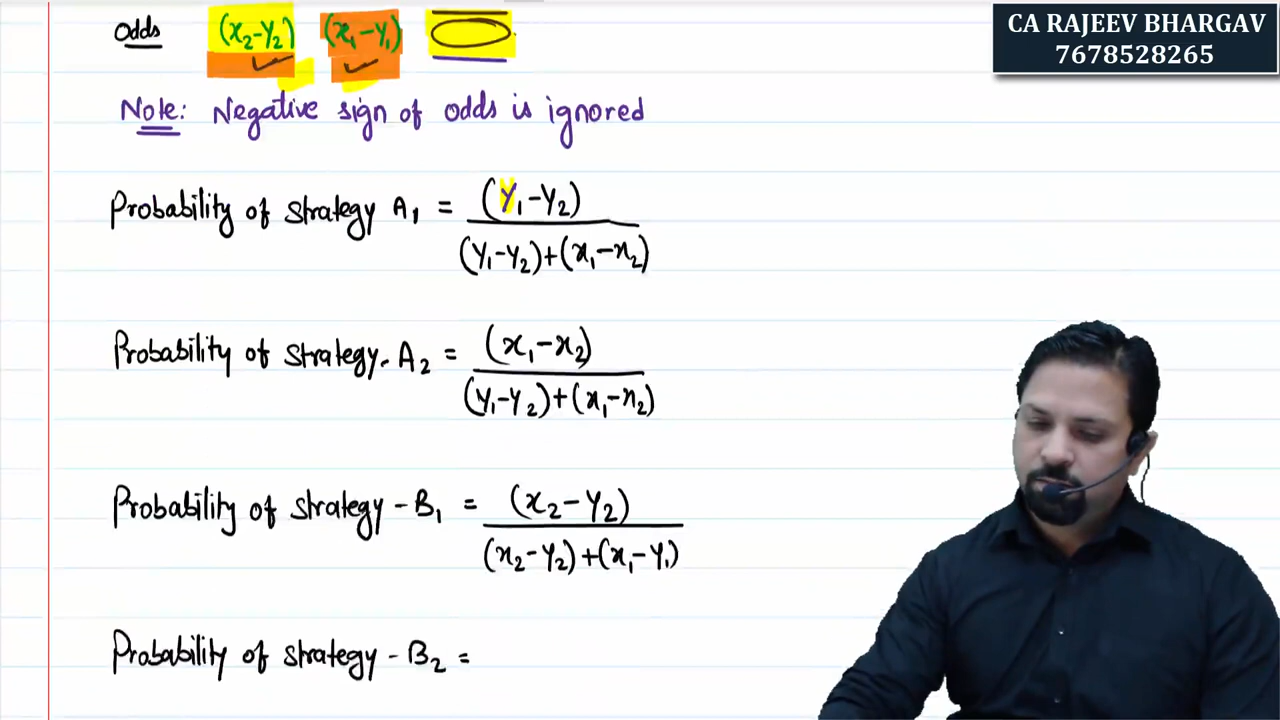 CA RAJEEV BHARGAV
7678528265
Odds (x₂-y₂) (x₁-y₁)
Note: Negative sign of odds is ignored
Probability of strategy A₁ = (y₁-y₂)
(y₁-y₂)+(x₁-x₂)
Probability of strategy-A₂ = (x₁-x₂)
(y₁-y₂)+(x₁-x₂)
Probability of strategy-B₁ = (x₂-y₂)
(x₂-y₂)+(x₁-y₁)
Probability of strategy-B₂ =